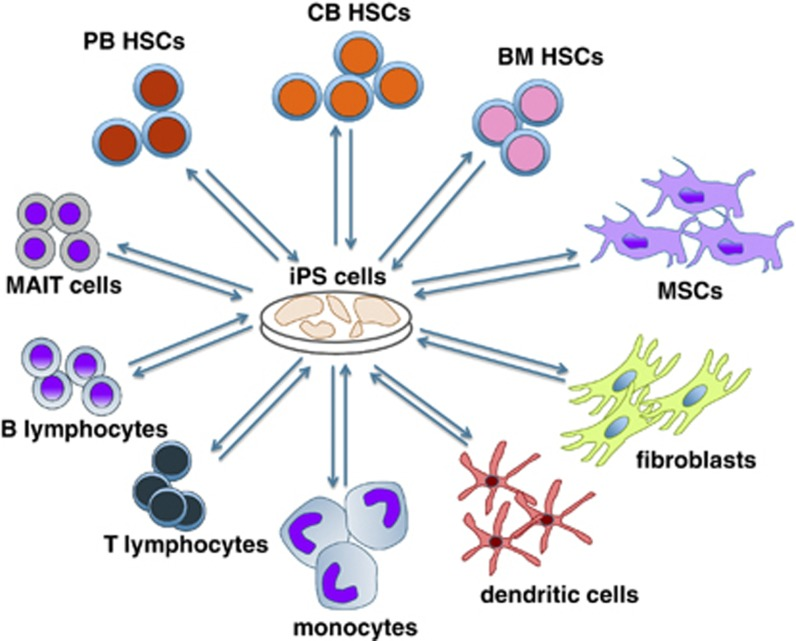 CB HSCs
PB HSCs
BM HSCs
iPS cells
MAIT cells
MSCs
B lymphocytes
fibroblasts
T lymphocytes
dendritic cells
monocytes